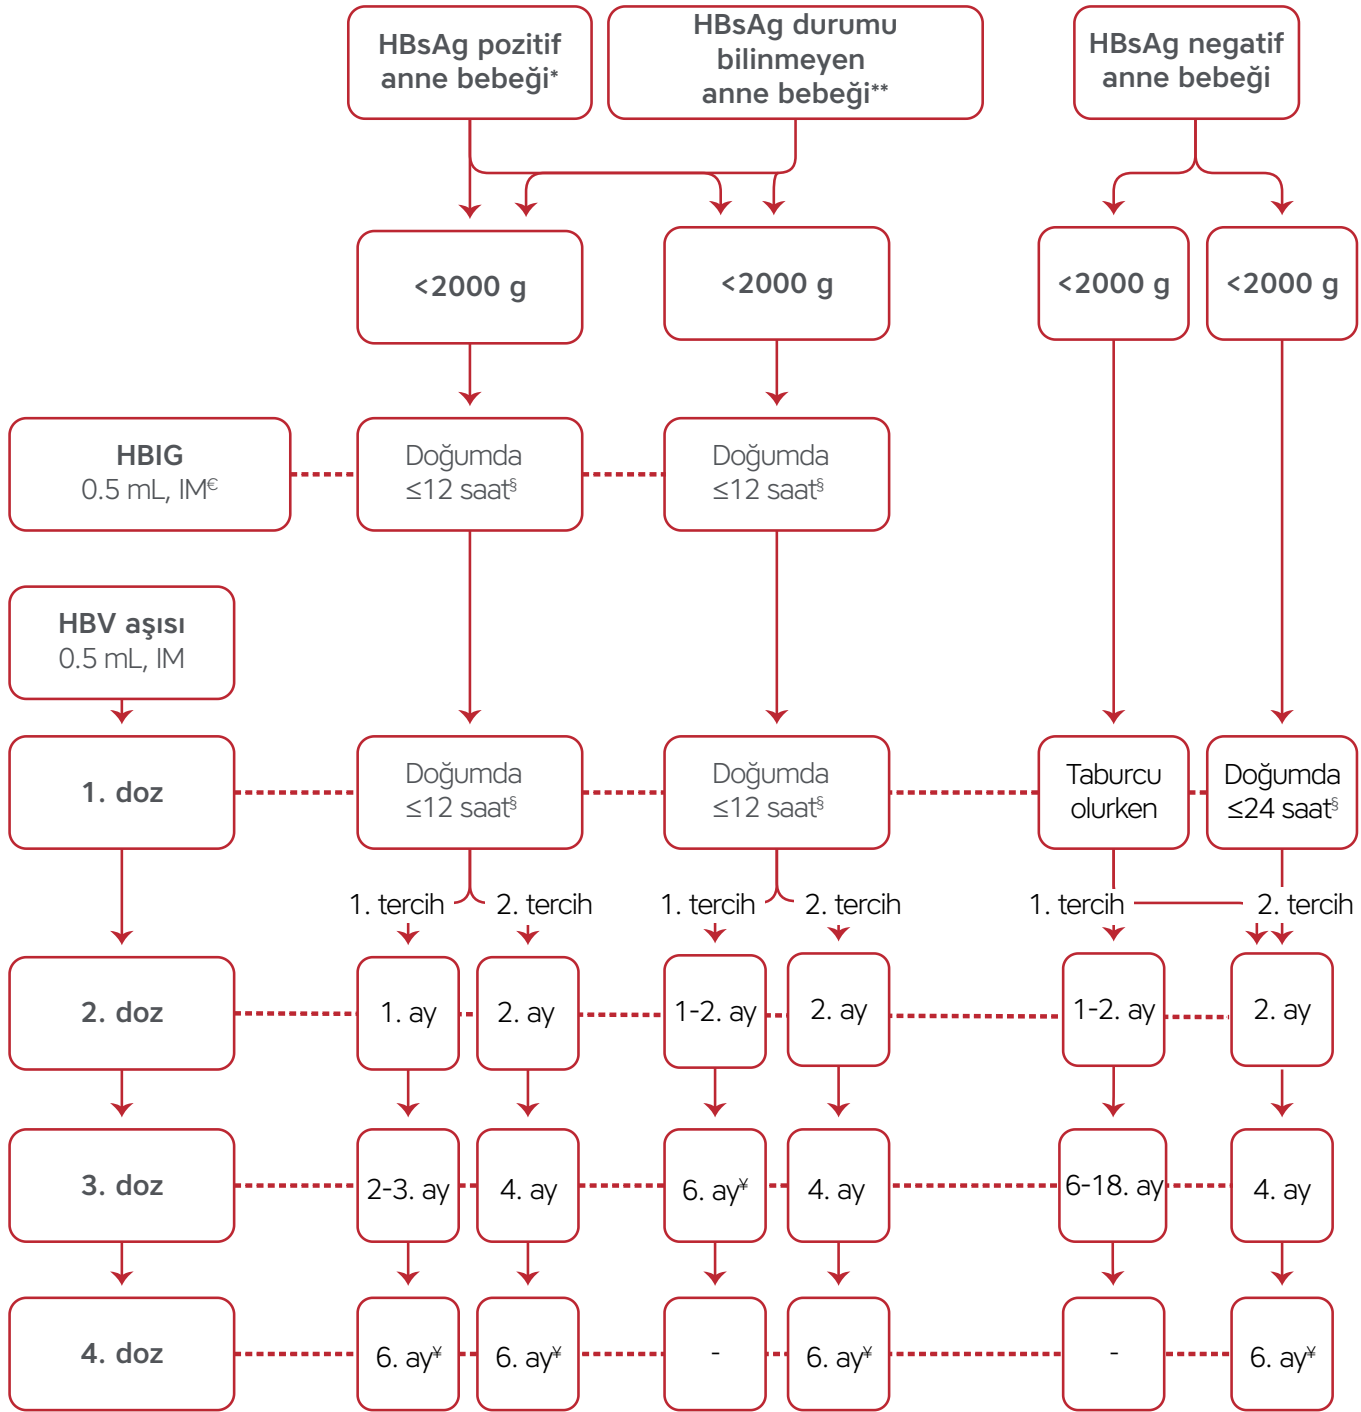 HBsAg pozitif
anne bebeği*
HBsAg durumu
bilinmeyen
anne bebeği**
HBsAg negatif
anne bebeği
<2000 g
<2000 g
<2000 g
<2000 g
HBIG
0.5 mL, IM€
Doğumda
≤12 saat§
Doğumda
≤12 saat§
HBV aşısı
0.5 mL, IM
1. doz
Doğumda
≤12 saat§
Doğumda
≤12 saat§
Taburcu
olurken
Doğumda
≤24 saat§
1. tercih
2. tercih
1. tercih
2. tercih
1. tercih
2. tercih
2. doz
1. ay
2. ay
1-2. ay
2. ay
1-2. ay
2. ay
3. doz
2-3. ay
4. ay
6. ay¥
4. ay
6-18. ay
4. ay
4. doz
6. ay¥
6. ay¥
-
6. ay¥
-
6. ay¥